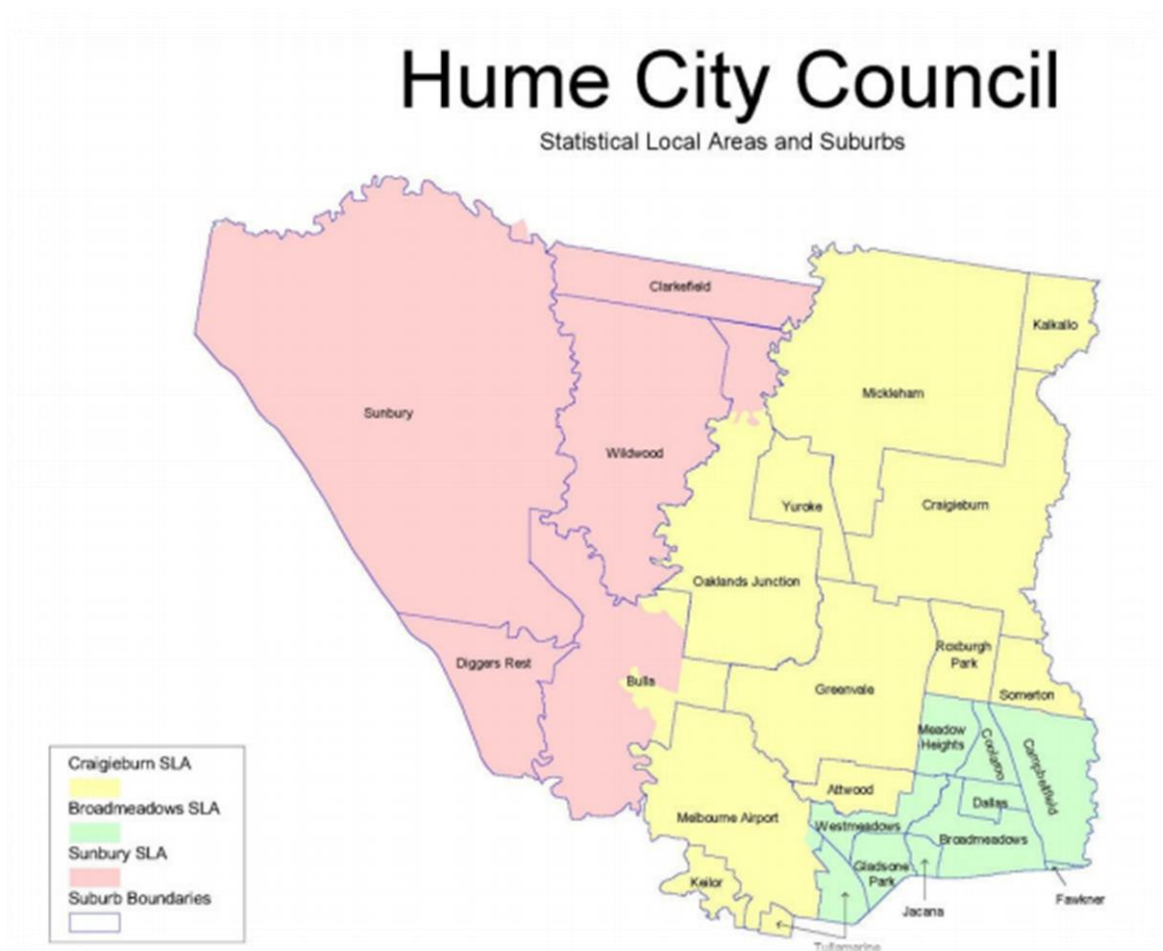 Hume City Council
Statistical Local Areas and Suburbs
Clarkefield
Kalkallo
Mickleham
Sunbury
Wildwood
Yuroke
Craigieburn
Oaklands Junction
Roxburgh
Park
Diggers Rest
Bulla
Greenvale
Somerton
Meadow
Heights
Coolaroo
Campbellfield
Attwood
Dallas
Melbourne Airport
Westmeadows
Broadmeadows
Gladsone
Park
Keilor
Jacana
Fawkner
Tullamarine
Craigieburn SLA
Broadmeadows SLA
Sunbury SLA
Suburb Boundaries